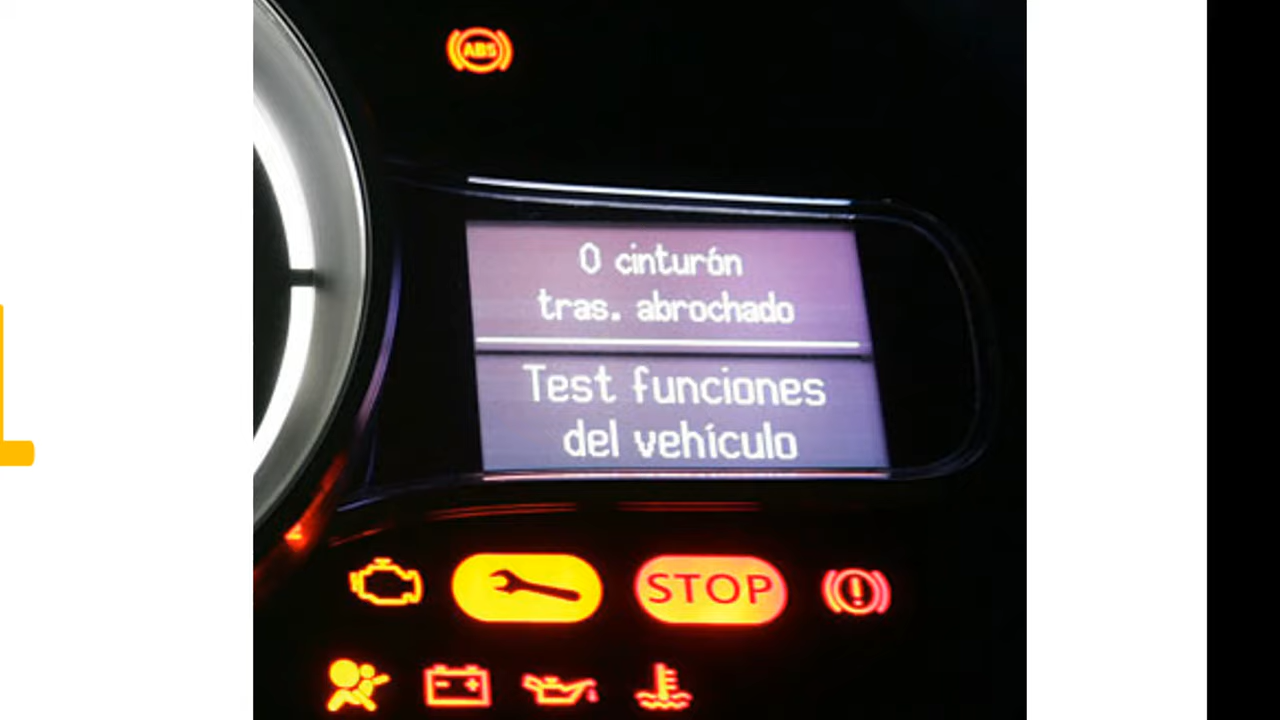 ABS
0 cinturón
tras. abrochado
Test funciones
del vehículo
STOP